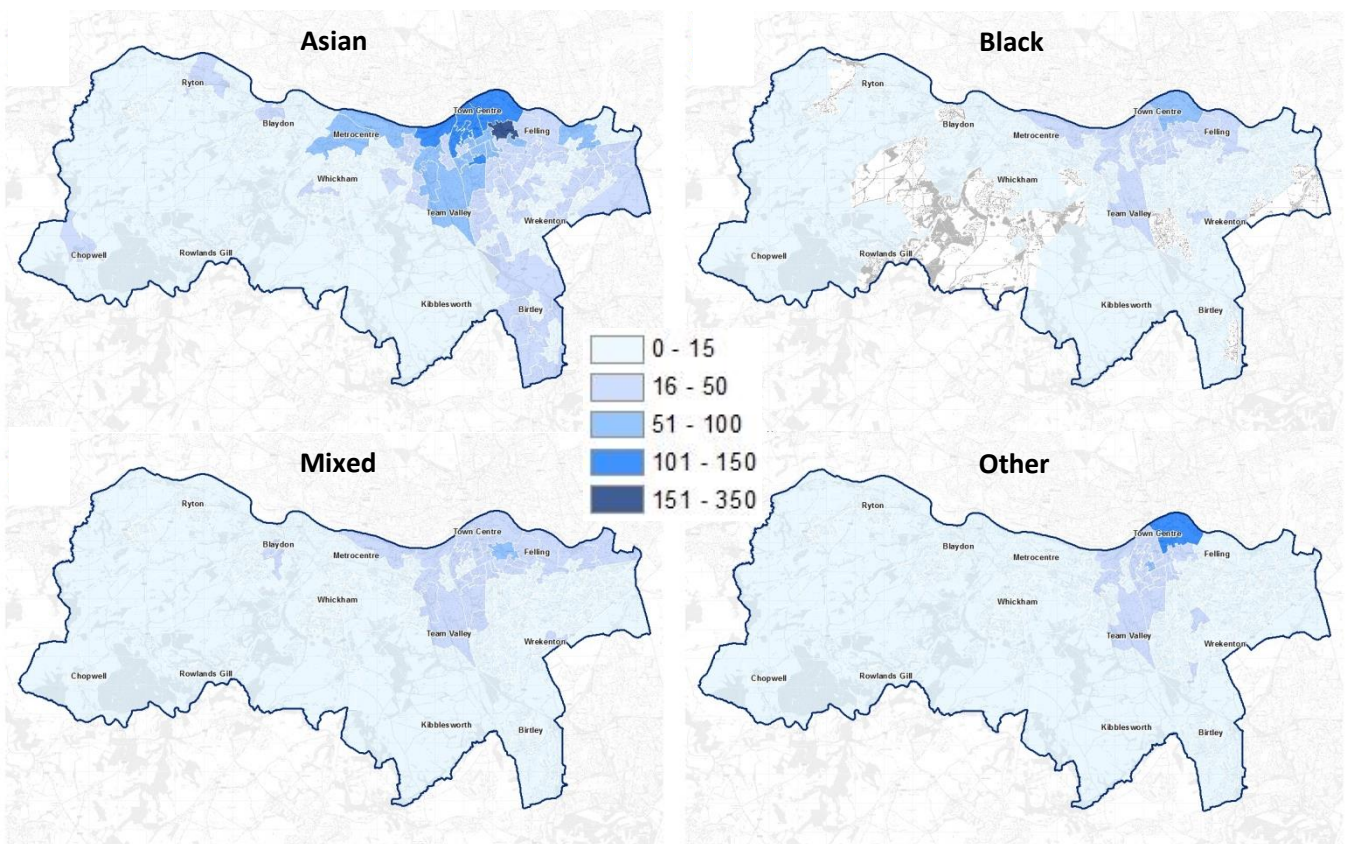 Asian
Ryton
Blaydon
Metrocentre
Town Centre
Felling
Whickham
Team Valley
Wrekenton
Chopwell
Rowlands Gill
Kibblesworth
Birtley
Black
Ryton
Blaydon
Metrocentre
Town Centre
Felling
Whickham
Team Valley
Wrekenton
Chopwell
Rowlands Gill
Kibblesworth
Birtley
0 - 15
16 - 50
51 - 100
101 - 150
151 - 350
Mixed
Ryton
Blaydon
Metrocentre
Town Centre
Felling
Whickham
Team Valley
Wrekenton
Chopwell
Rowlands Gill
Kibblesworth
Birtley
Other
Ryton
Blaydon
Metrocentre
Town Centre
Felling
Whickham
Team Valley
Wrekenton
Chopwell
Rowlands Gill
Kibblesworth
Birtley